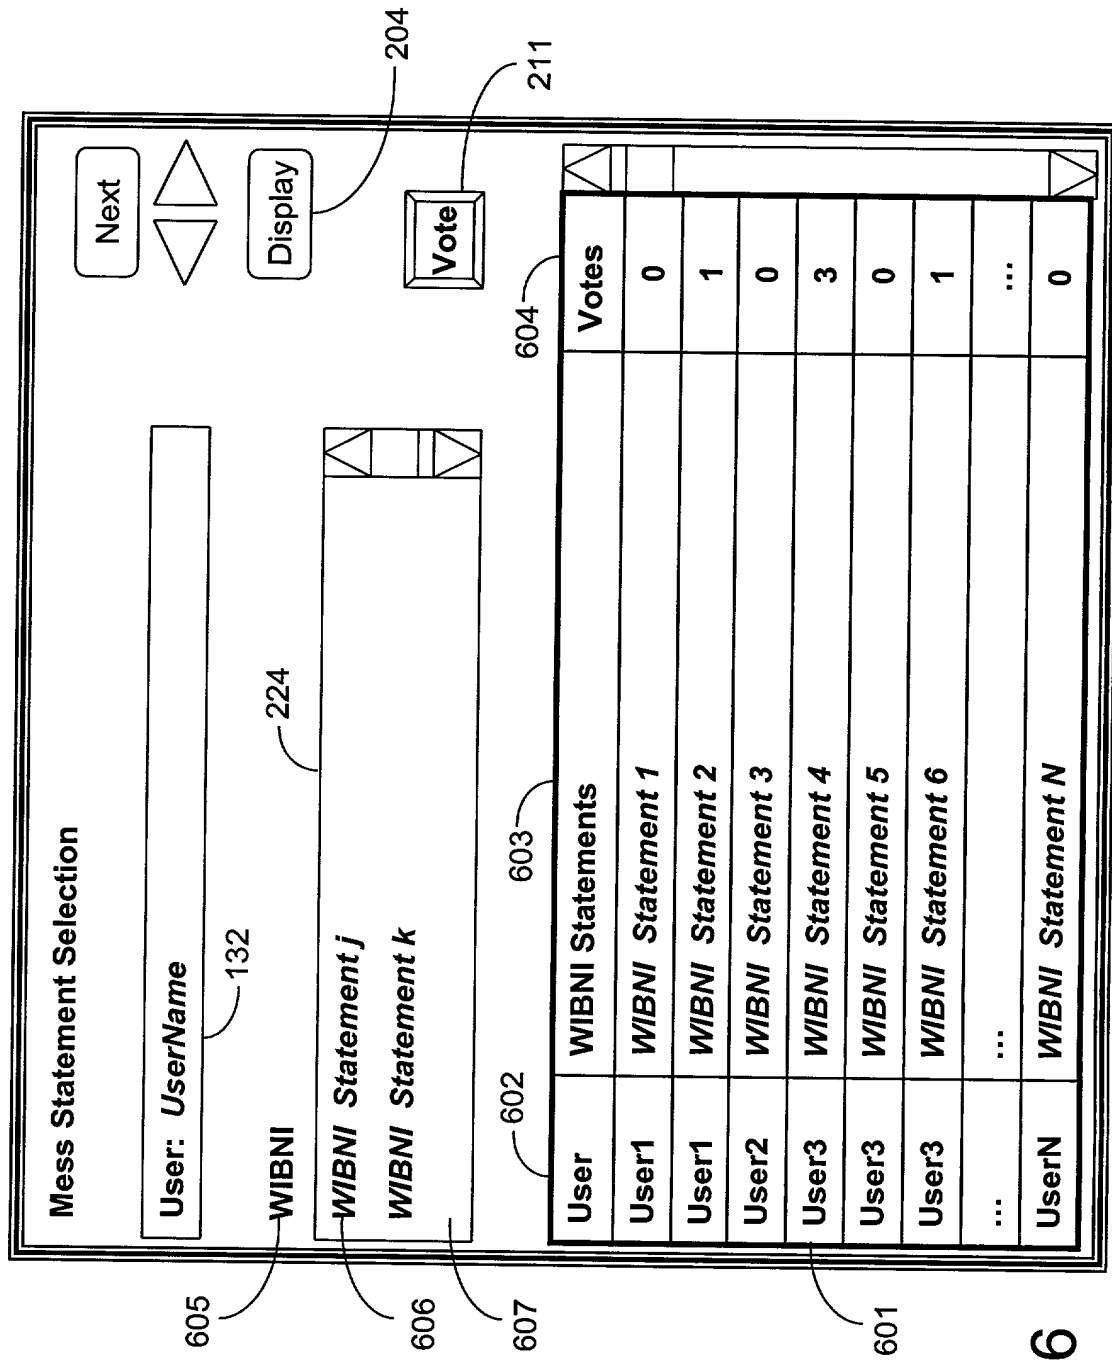 Mess Statement Selection
Next
User: UserName
132
Display
204
WIBNI
605
224
WIBNI Statement j
606
WIBNI Statement k
607
Vote
211
602
603
604
User WIBNI Statements Votes
User1 WIBNI Statement 1 0
User1 WIBNI Statement 2 1
User2 WIBNI Statement 3 0
User3 WIBNI Statement 4 3
User3 WIBNI Statement 5 0
User3 WIBNI Statement 6 1
... ... ...
UserN WIBNI Statement N 0
601
6